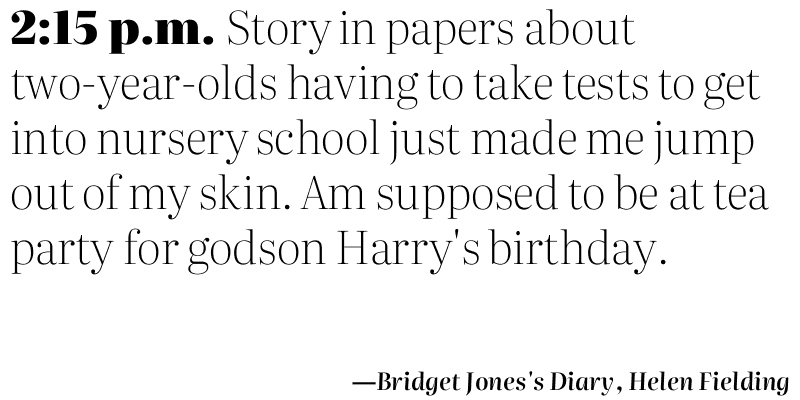 2:15 p.m. Story in papers about
two-year-olds having to take tests to get
into nursery school just made me jump
out of my skin. Am supposed to be at tea
party for godson Harry's birthday.
—Bridget Jones's Diary, Helen Fielding